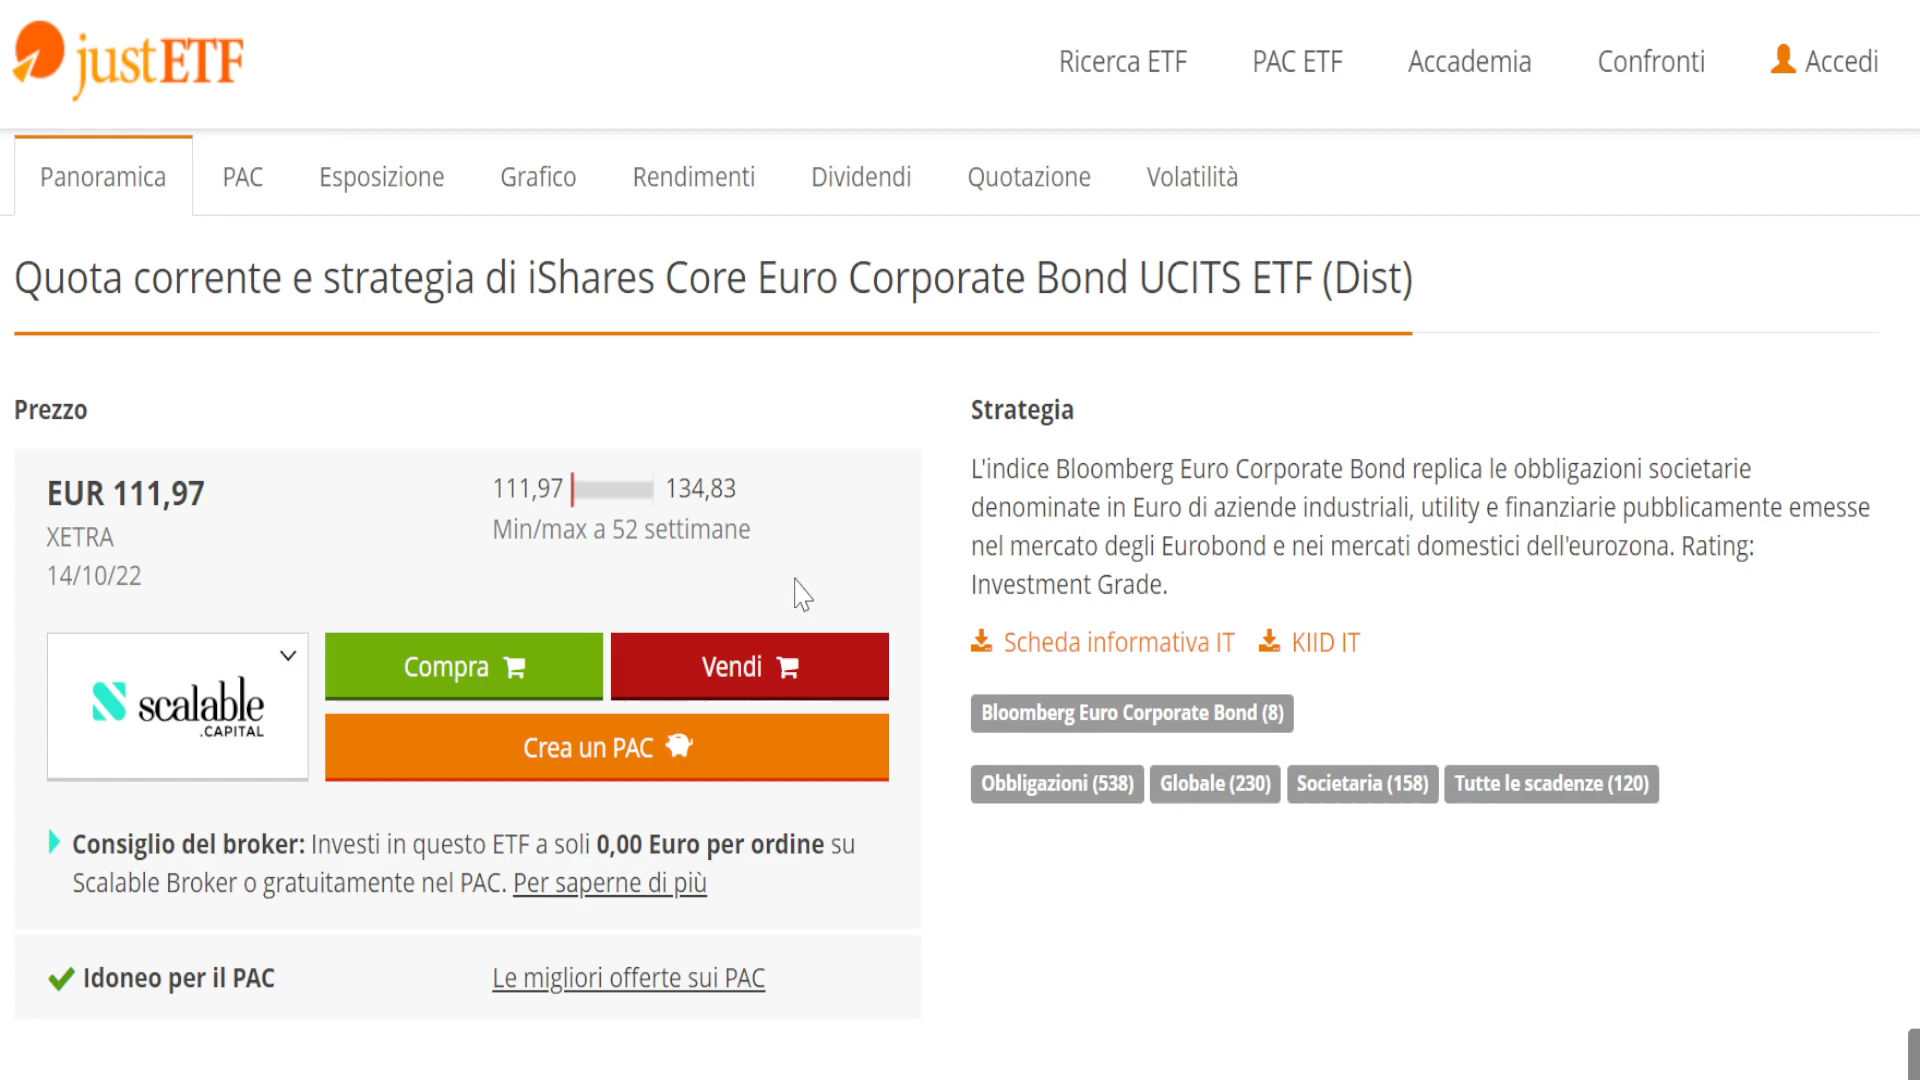 justETF
Ricerca ETF PAC ETF Accademia Confronti Accedi
Panoramica PAC Esposizione Grafico Rendimenti Dividendi Quotazione Volatilità
Quota corrente e strategia di iShares Core Euro Corporate Bond UCITS ETF (Dist)
Prezzo
EUR 111,97
XETRA
14/10/22
111,97 134,83
Min/max a 52 settimane
scalable
.CAPITAL
Compra
Vendi
Crea un PAC
Consiglio del broker: Investi in questo ETF a soli 0,00 Euro per ordine su
Scalable Broker o gratuitamente nel PAC. Per saperne di più
Idoneo per il PAC
Le migliori offerte sui PAC
Strategia
L'indice Bloomberg Euro Corporate Bond replica le obbligazioni societarie
denominate in Euro di aziende industriali, utility e finanziarie pubblicamente emesse
nel mercato degli Eurobond e nei mercati domestici dell'eurozona. Rating:
Investment Grade.
Scheda informativa IT KIID IT
Bloomberg Euro Corporate Bond (8)
Obbligazioni (538) Globale (230) Societaria (158) Tutte le scadenze (120)